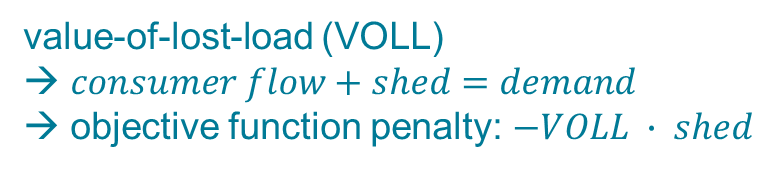 value-of-lost-load (VOLL)
→ consumer flow + shed = demand
→ objective function penalty: −VOLL · shed